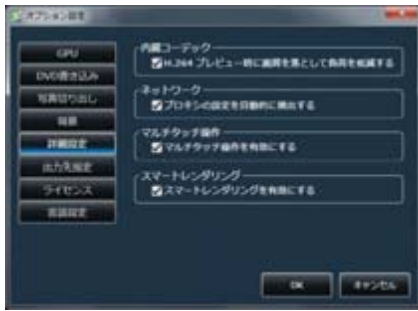 オプション設定
GPU
DVD書き込み
写真切り出し
背景
詳細設定
出力先指定
ライセンス
言語設定
内蔵コーデック
H.264 プレビュー時に画質を落として負荷を軽減する
ネットワーク
プロキシの設定を自動的に検出する
マルチタッチ操作
マルチタッチ操作を有効にする
スマートレンダリング
スマートレンダリングを有効にする
OK
キャンセル